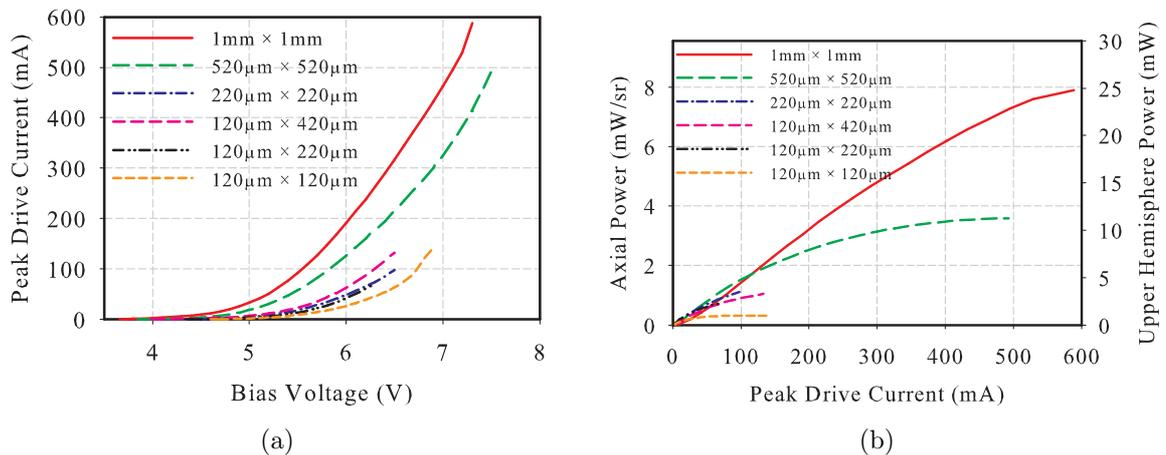 Peak Drive Current (mA)
600
500
400
300
200
100
0
1mm × 1mm
520µm × 520µm
220µm × 220µm
120µm × 420µm
120µm × 220µm
120µm × 120µm
4 5 6 7 8
Bias Voltage (V)
(a)
Axial Power (mW/sr)
8
6
4
2
0
1mm × 1mm
520µm × 520µm
220µm × 220µm
120µm × 420µm
120µm × 220µm
120µm × 120µm
30
25
20
15
10
5
0
Upper Hemisphere Power (mW)
0 100 200 300 400 500 600
Peak Drive Current (mA)
(b)